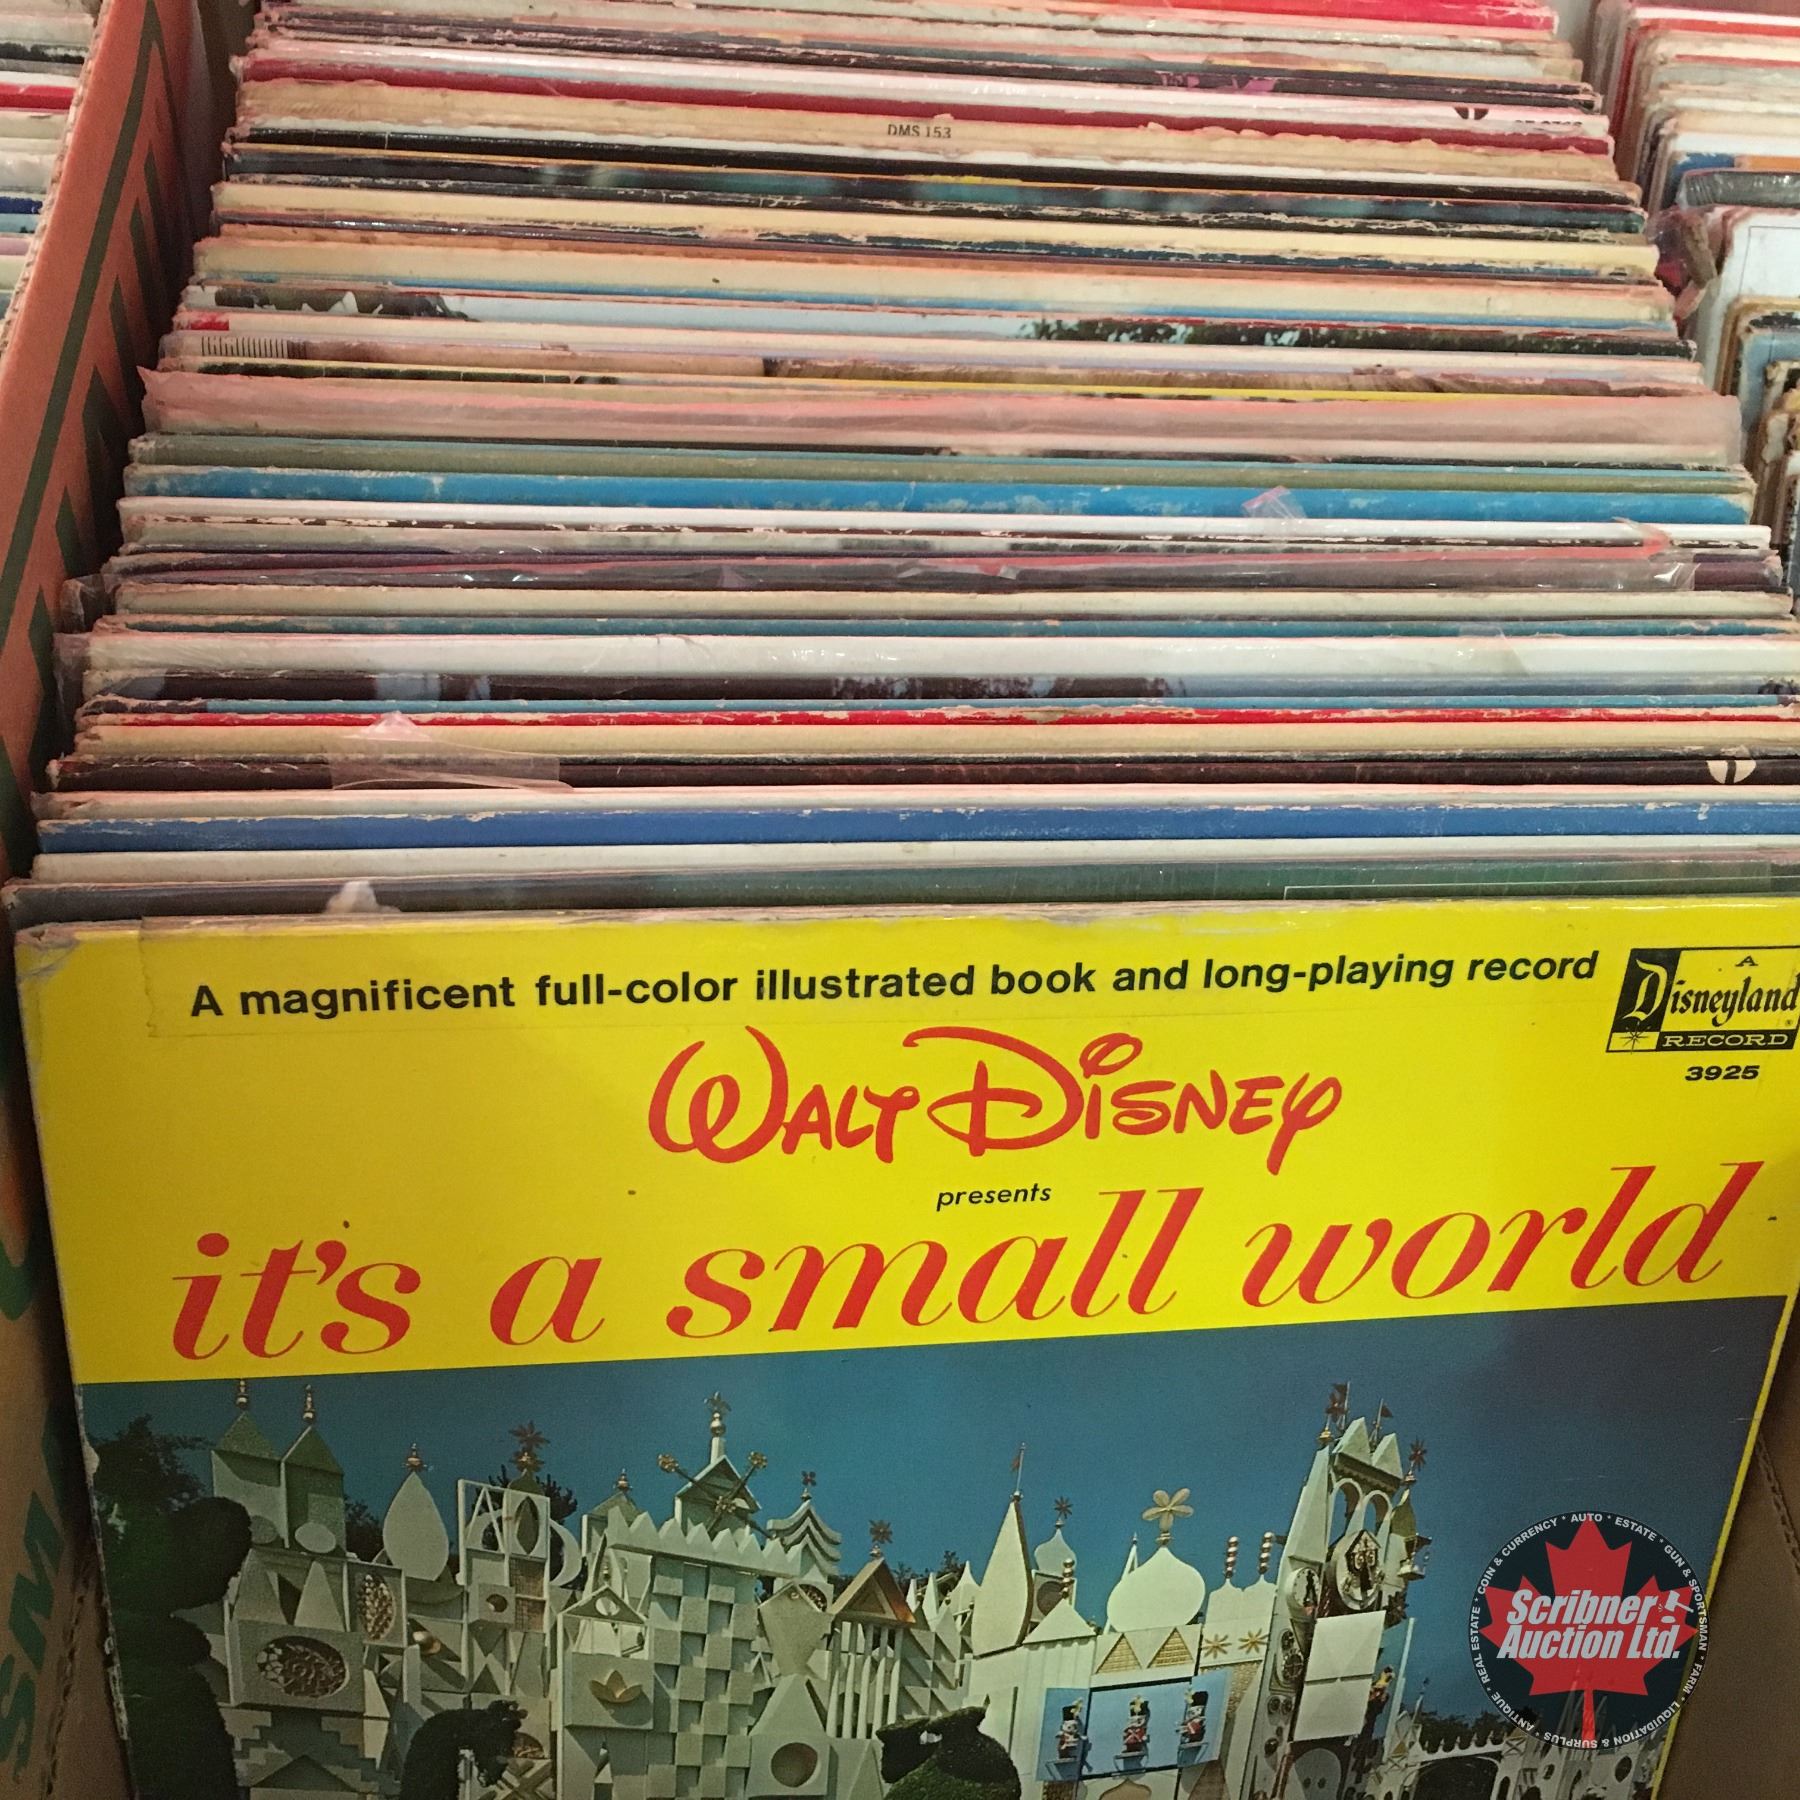 DMS 153
A magnificent full-color illustrated book and long-playing record
A
Disneyland
RECORD
3925
WALT DISNEY
presents
it's a small world
COIN & CURRENCY * AUTO * ESTATE * GUN & SPORTSMAN * FARM * LIQUIDATION & SURPLUS * ANTIQUE * REAL ESTATE *
Scribner
Auction Ltd.